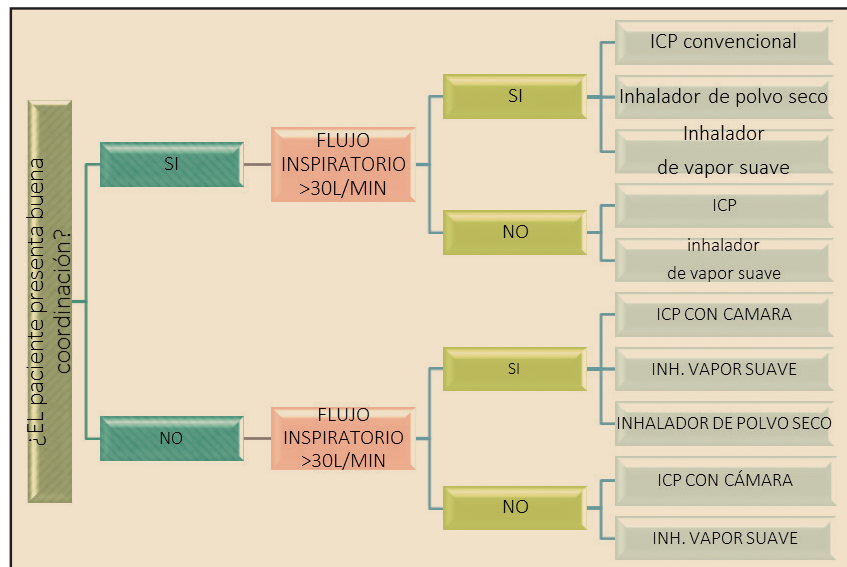 ¿EL paciente presenta buena
coordinación?
SI
FLUJO
INSPIRATORIO
>30L/MIN
SI
ICP convencional
Inhalador de polvo seco
Inhalador
de vapor suave
NO
ICP
inhalador
de vapor suave
NO
FLUJO
INSPIRATORIO
>30L/MIN
SI
ICP CON CAMARA
INH. VAPOR SUAVE
INHALADOR DE POLVO SECO
NO
ICP CON CÁMARA
INH. VAPOR SUAVE